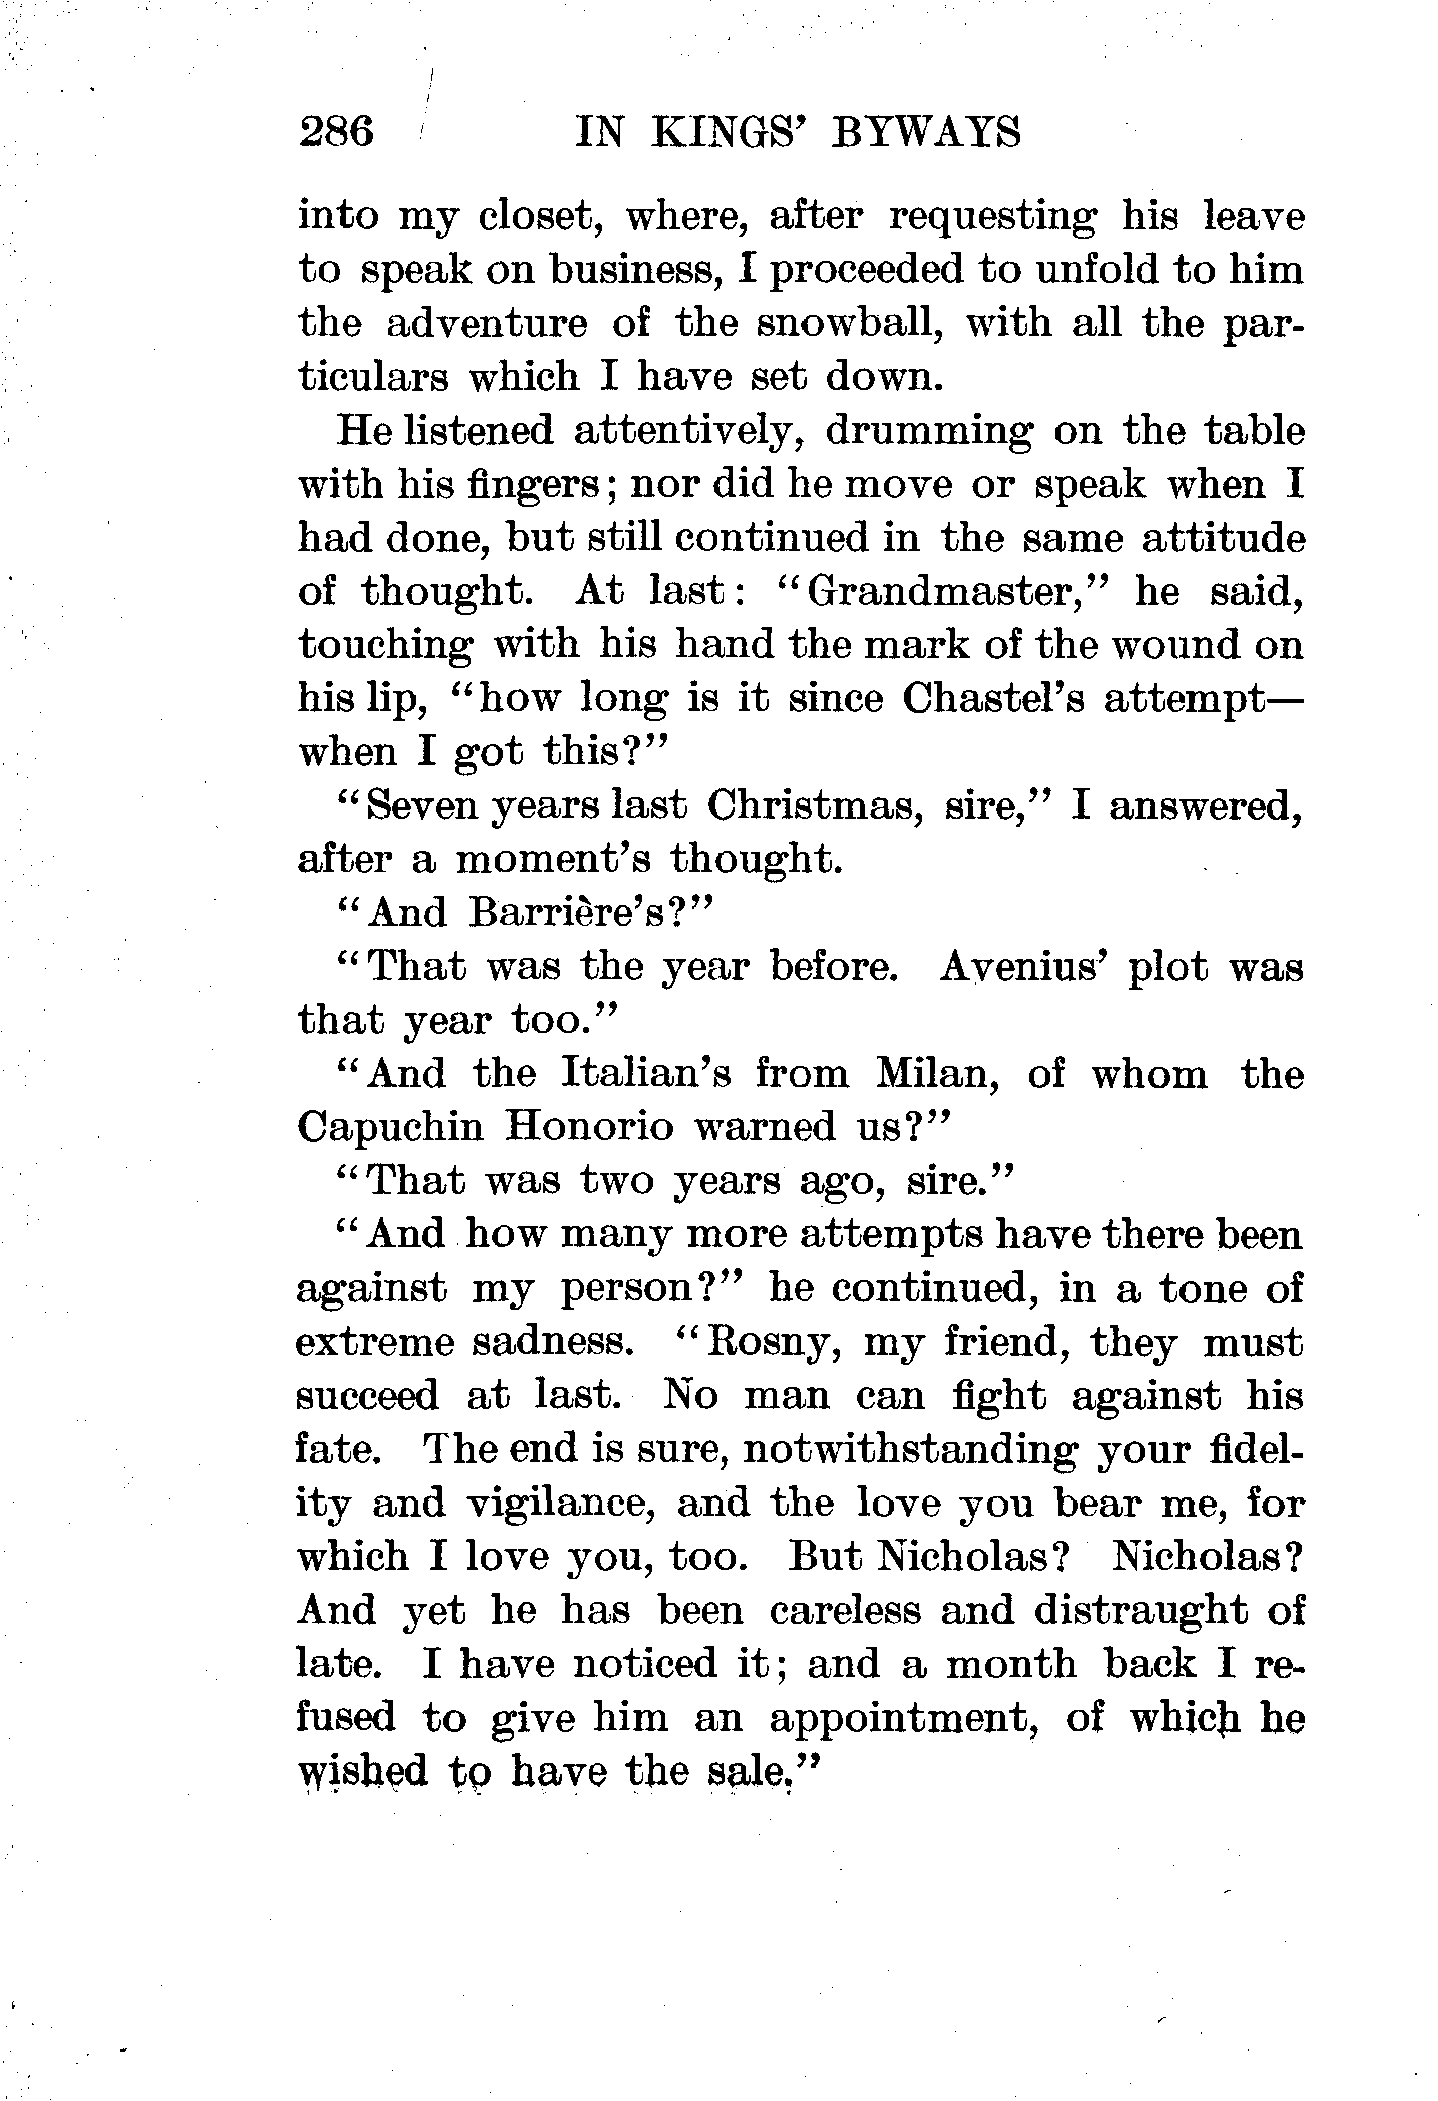 286 IN KINGS' BYWAYS
into my closet, where, after requesting his leave
to speak on business, I proceeded to unfold to him
the adventure of the snowball, with all the par-
ticulars which I have set down.
He listened attentively, drumming on the table
with his fingers; nor did he move or speak when I
had done, but still continued in the same attitude
of thought. At last: "Grandmaster," he said,
touching with his hand the mark of the wound on
his lip, "how long is it since Chastel's attempt—
when I got this?"
"Seven years last Christmas, sire," I answered,
after a moment's thought.
"And Barrière's?"
"That was the year before. Avenius' plot was
that year too."
"And the Italian's from Milan, of whom the
Capuchin Honorio warned us?"
"That was two years ago, sire."
"And how many more attempts have there been
against my person?" he continued, in a tone of
extreme sadness. "Rosny, my friend, they must
succeed at last. No man can fight against his
fate. The end is sure, notwithstanding your fidel-
ity and vigilance, and the love you bear me, for
which I love you, too. But Nicholas? Nicholas?
And yet he has been careless and distraught of
late. I have noticed it; and a month back I re-
fused to give him an appointment, of which he
wished to have the sale."